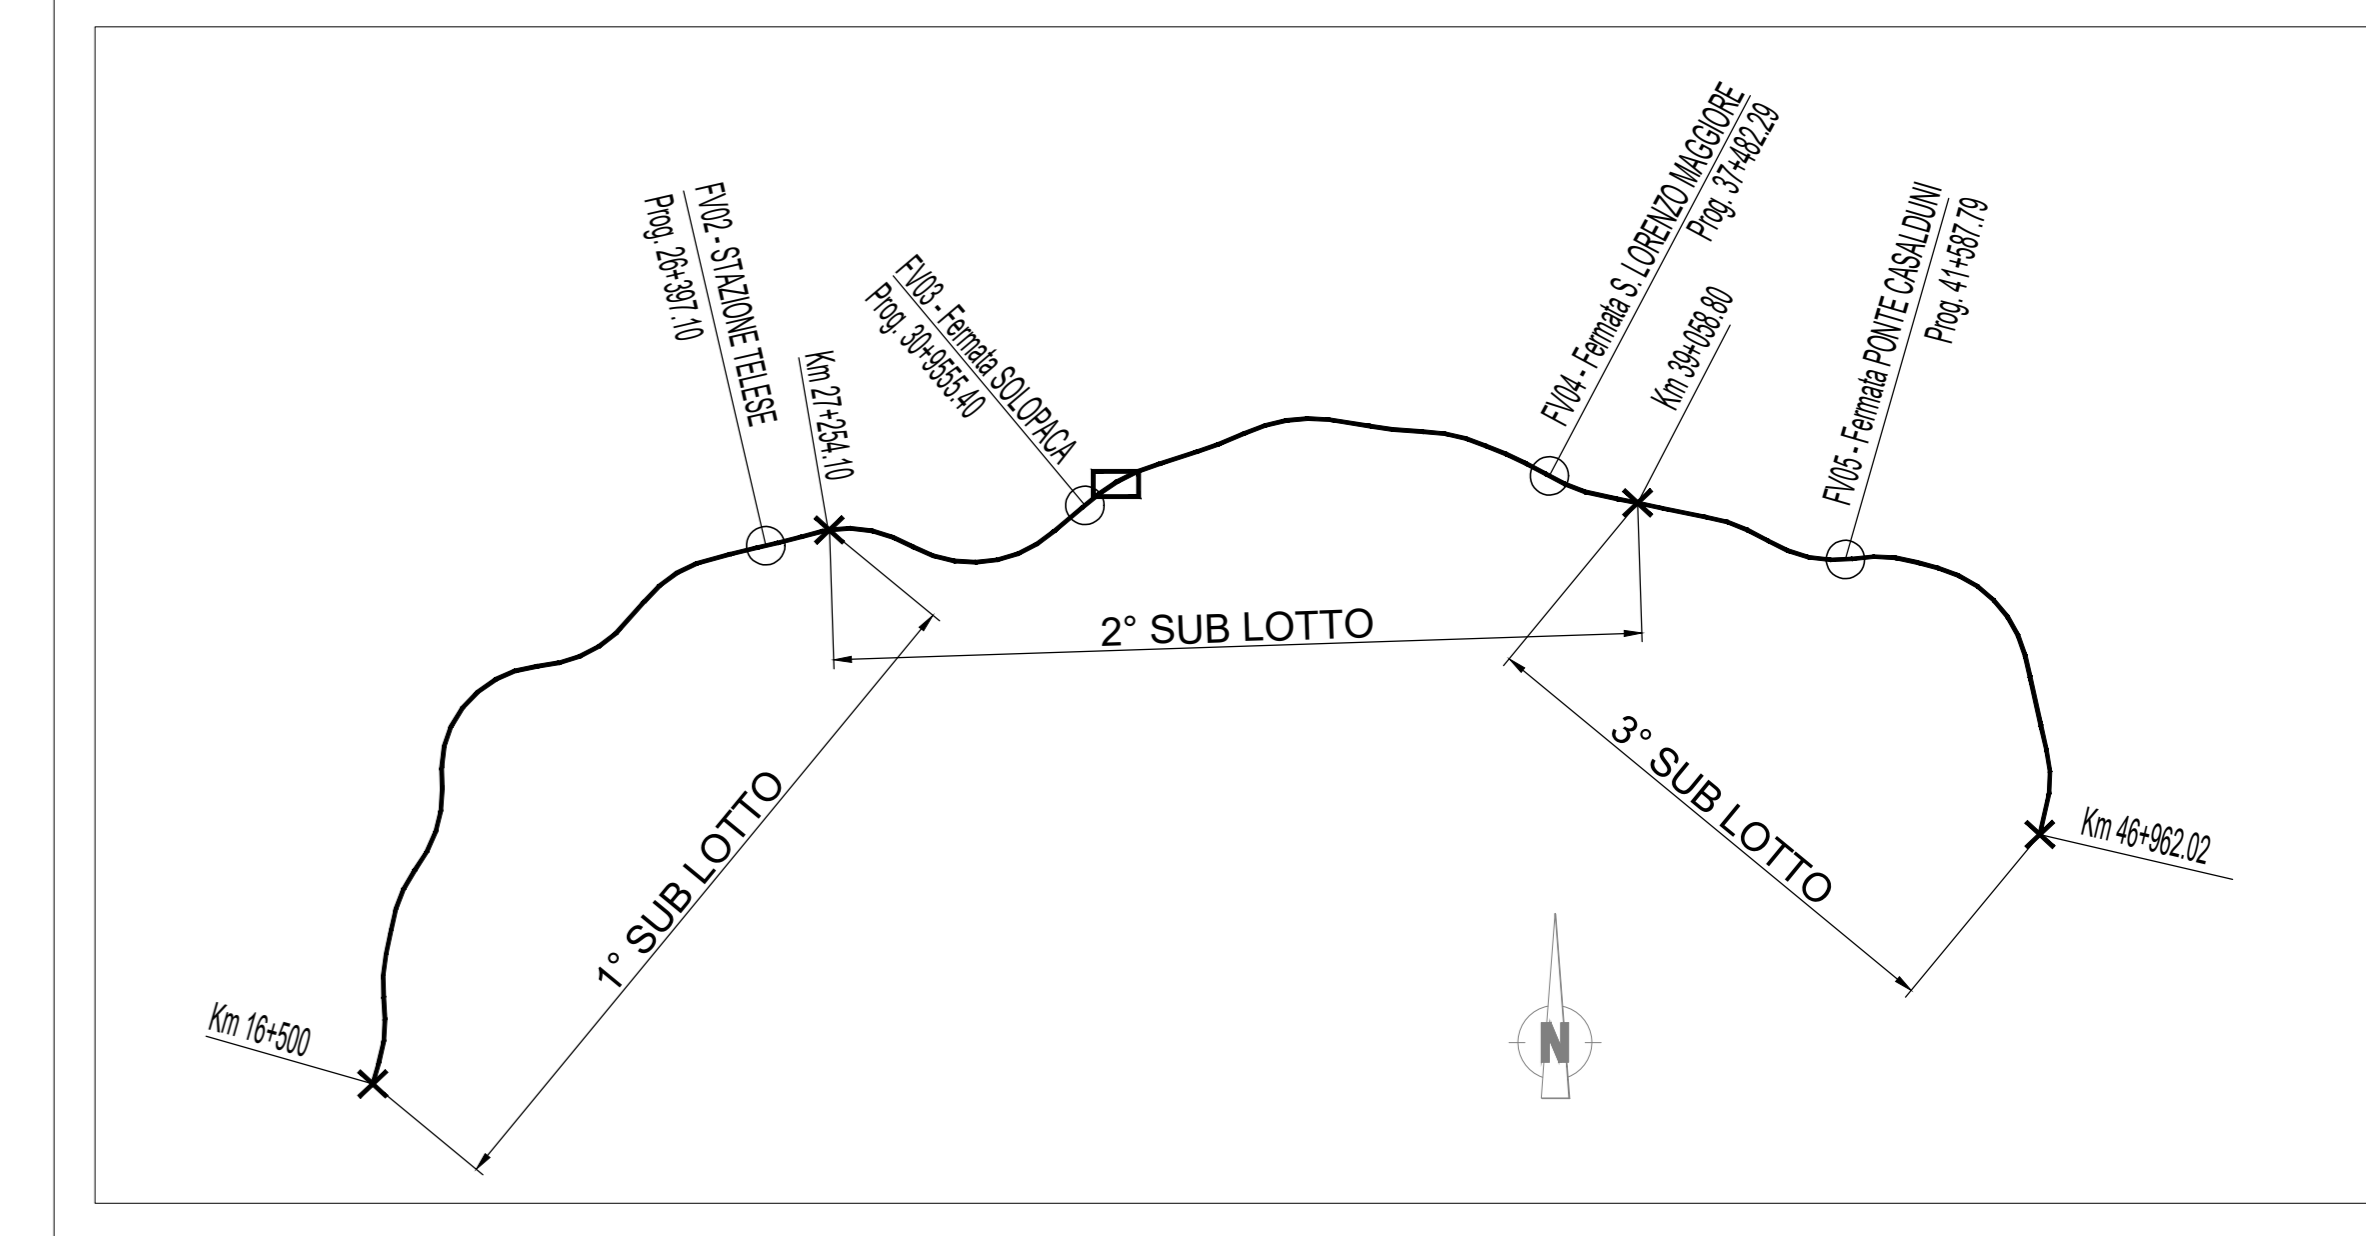 FV02 - STAZIONE TELESE
Prog. 26+397.10
Km 27+254.10
FV03 - Fermata SOLOPACA
Prog. 30+9555.40
FV04 - Fermata S. LORENZO MAGGIORE
Prog. 37+482.29
Km 39+058.80
FV05 - Fermata PONTE CASALDUNI
Prog. 41+587.79
2° SUB LOTTO
1° SUB LOTTO
3° SUB LOTTO
Km 46+962.02
Km 16+500
N